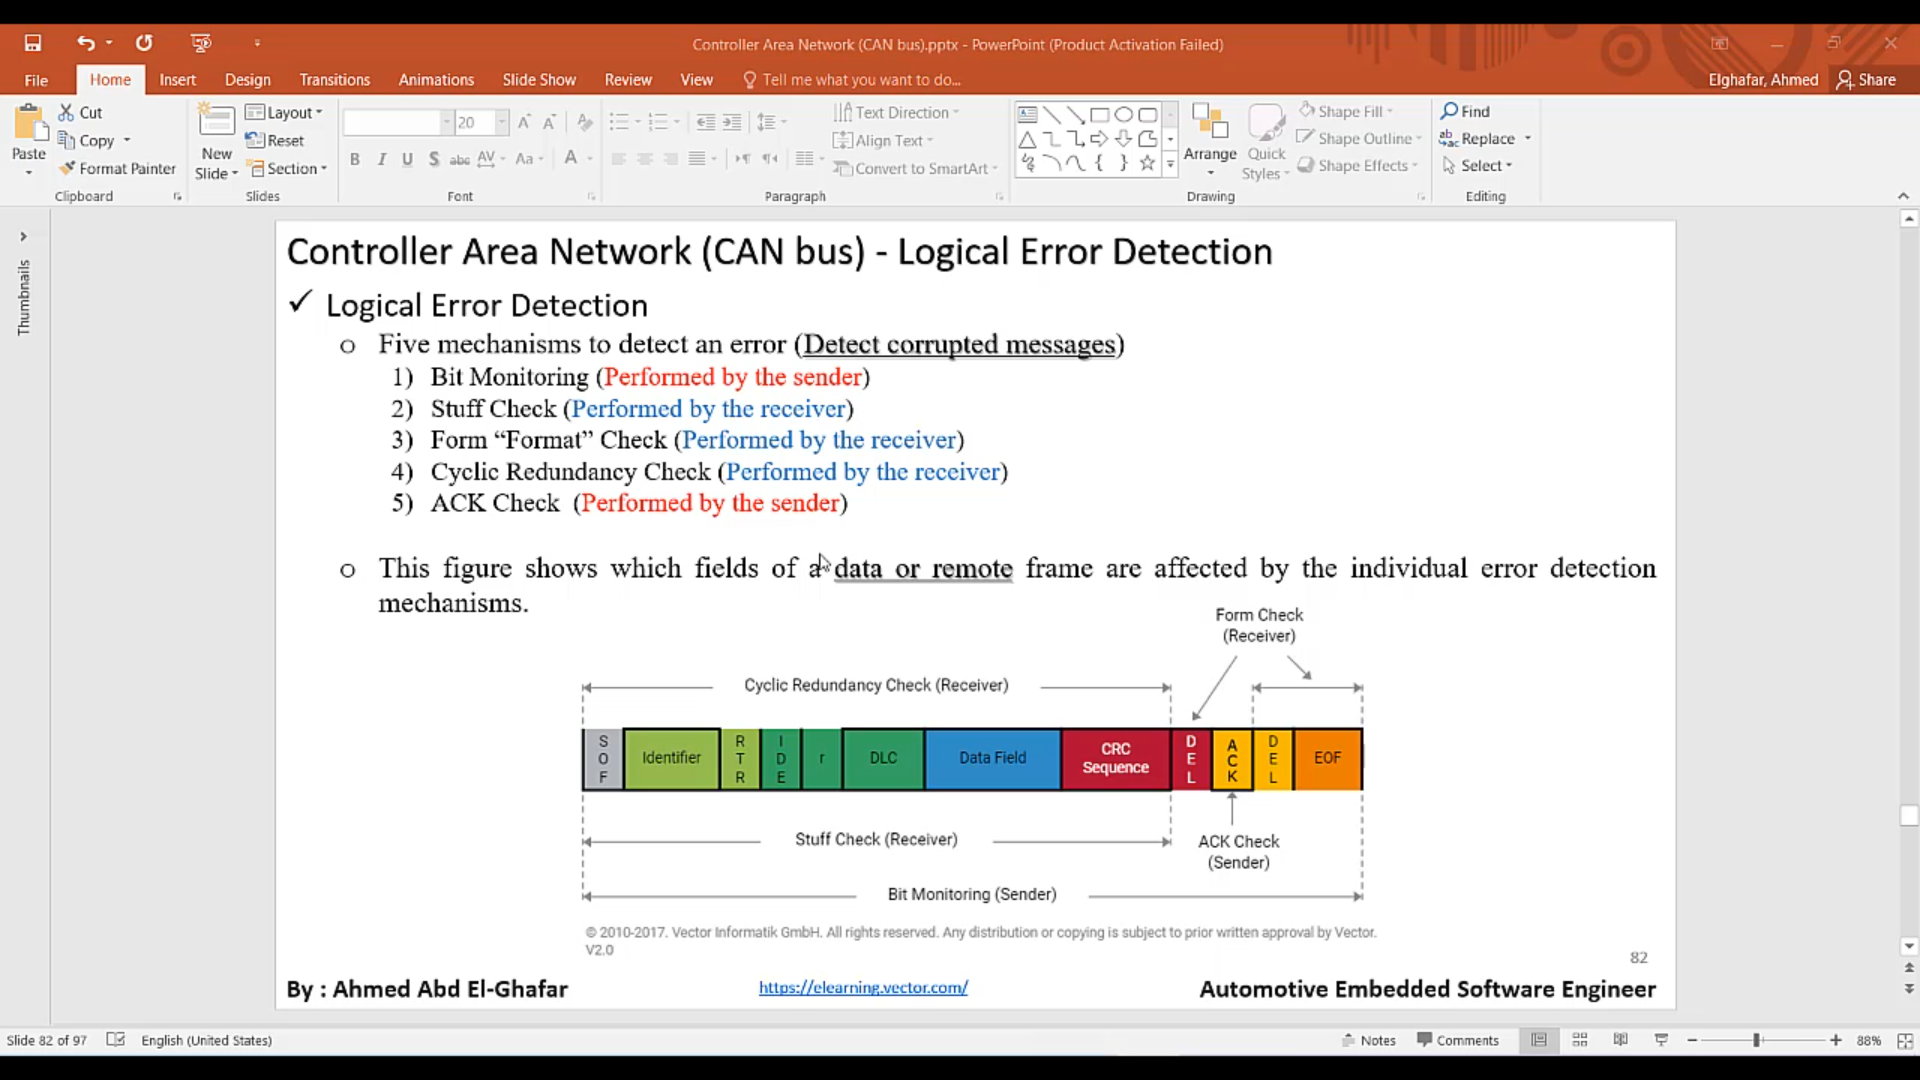 Controller Area Network (CAN bus).pptx - PowerPoint (Product Activation Failed)
File Home Insert Design Transitions Animations Slide Show Review View Tell me what you want to do... Elghafar, Ahmed Share
Paste
Cut
Copy
Format Painter
Clipboard
New
Slide
Layout
Reset
Section
Slides
20
B I U S abc AV Aa A
Font
Text Direction
Align Text
Convert to SmartArt
Paragraph
Arrange
Quick
Styles
Shape Fill
Shape Outline
Shape Effects
Drawing
Find
Replace
Select
Editing
Thumbnails
Controller Area Network (CAN bus) - Logical Error Detection
✓ Logical Error Detection
o Five mechanisms to detect an error (Detect corrupted messages)
1) Bit Monitoring (Performed by the sender)
2) Stuff Check (Performed by the receiver)
3) Form “Format” Check (Performed by the receiver)
4) Cyclic Redundancy Check (Performed by the receiver)
5) ACK Check (Performed by the sender)
o This figure shows which fields of a data or remote frame are affected by the individual error detection
mechanisms.
Form Check
(Receiver)
Cyclic Redundancy Check (Receiver)
SOF Identifier RTR IDE r DLC Data Field CRC Sequence DEL ACK DEL EOF
Stuff Check (Receiver)
ACK Check
(Sender)
Bit Monitoring (Sender)
© 2010-2017. Vector Informatik GmbH. All rights reserved. Any distribution or copying is subject to prior written approval by Vector.
V2.0
82
By : Ahmed Abd El-Ghafar https://elearning.vector.com/ Automotive Embedded Software Engineer
Slide 82 of 97 English (United States) Notes Comments 88%